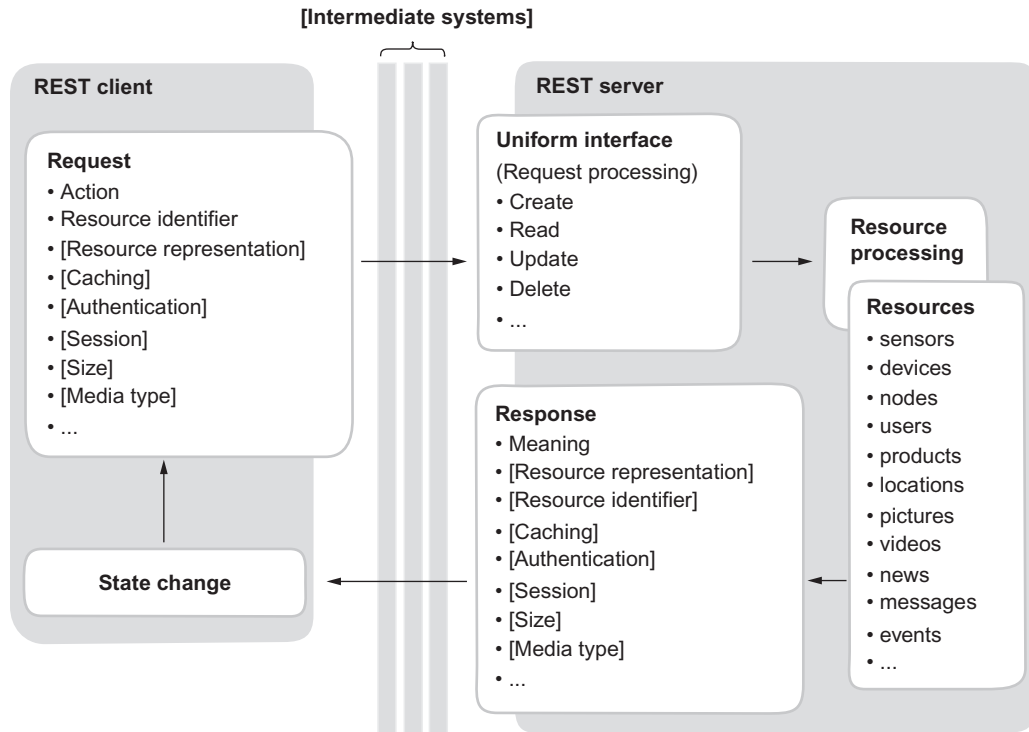 [Intermediate systems]
REST client
Request
• Action
• Resource identifier
• [Resource representation]
• [Caching]
• [Authentication]
• [Session]
• [Size]
• [Media type]
• ...
State change
REST server
Uniform interface
(Request processing)
• Create
• Read
• Update
• Delete
• ...
Resource
processing
Resources
• sensors
• devices
• nodes
• users
• products
• locations
• pictures
• videos
• news
• messages
• events
• ...
Response
• Meaning
• [Resource representation]
• [Resource identifier]
• [Caching]
• [Authentication]
• [Session]
• [Size]
• [Media type]
• ...